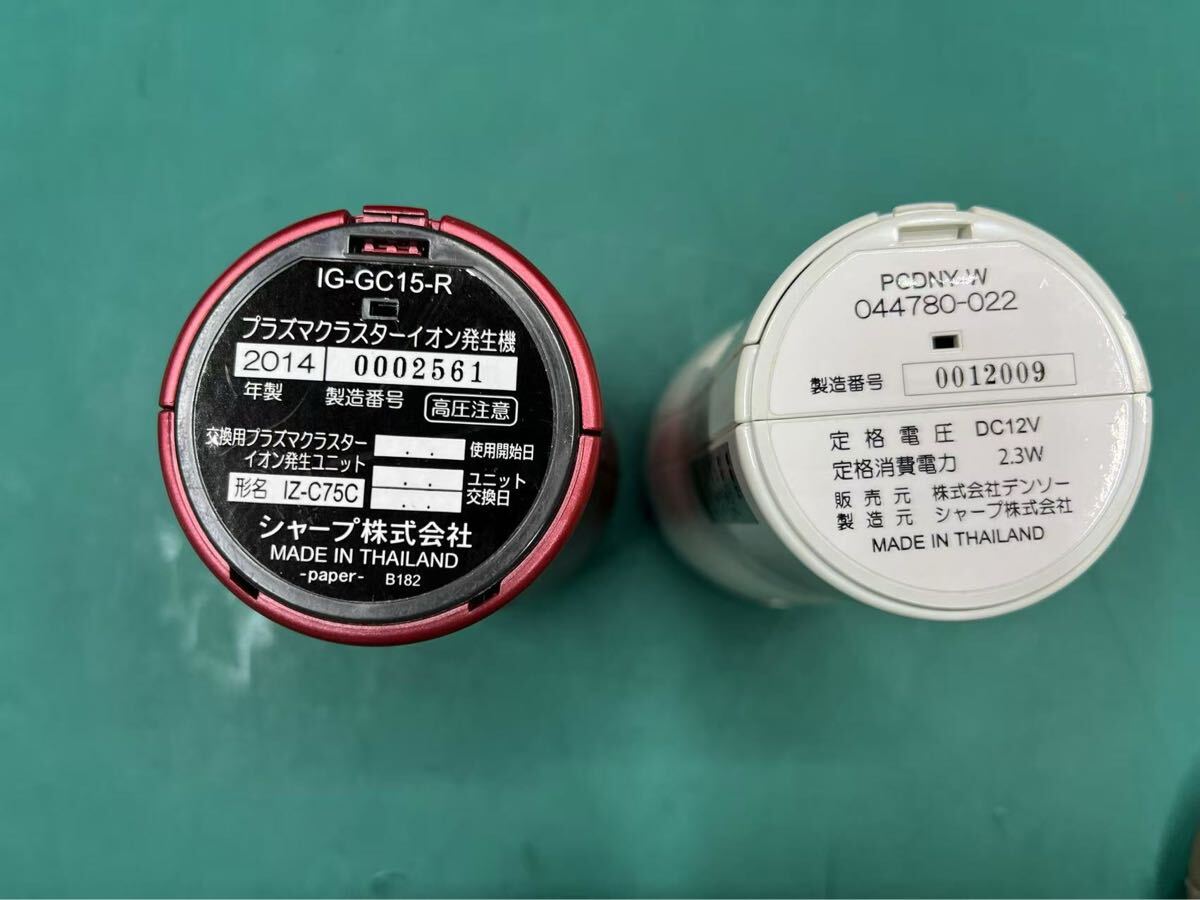 IG-GC15-R
プラズマクラスターイオン発生機
2014 0002561
年製 製造番号 高圧注意
交換用プラズマクラスター
イオン発生ユニット
. . 使用開始日
形名 IZ-C75C
. . ユニット
. . 交換日
シャープ株式会社
MADE IN THAILAND
-paper- B182
PCDNY-W
044780-022
製造番号 0012009
定格電圧 DC12V
定格消費電力 2.3W
販売元 株式会社デンソー
製造元 シャープ株式会社
MADE IN THAILAND